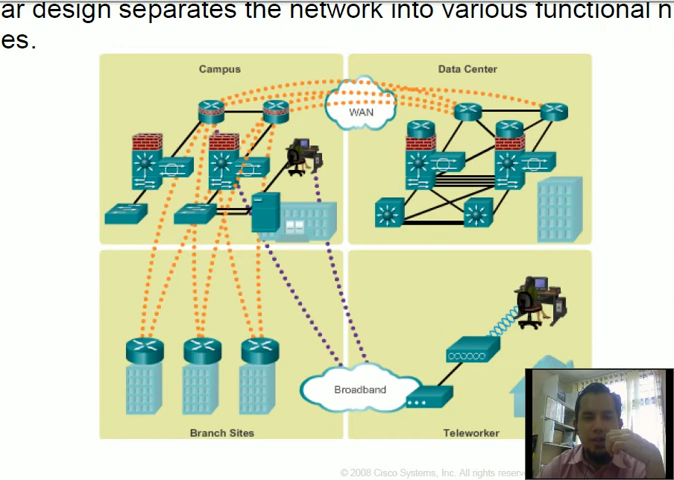 ar design separates the network into various functional n
es.
Campus
Data Center
WAN
Broadband
Branch Sites
Teleworker
© 2008 Cisco Systems, Inc. All rights reserv